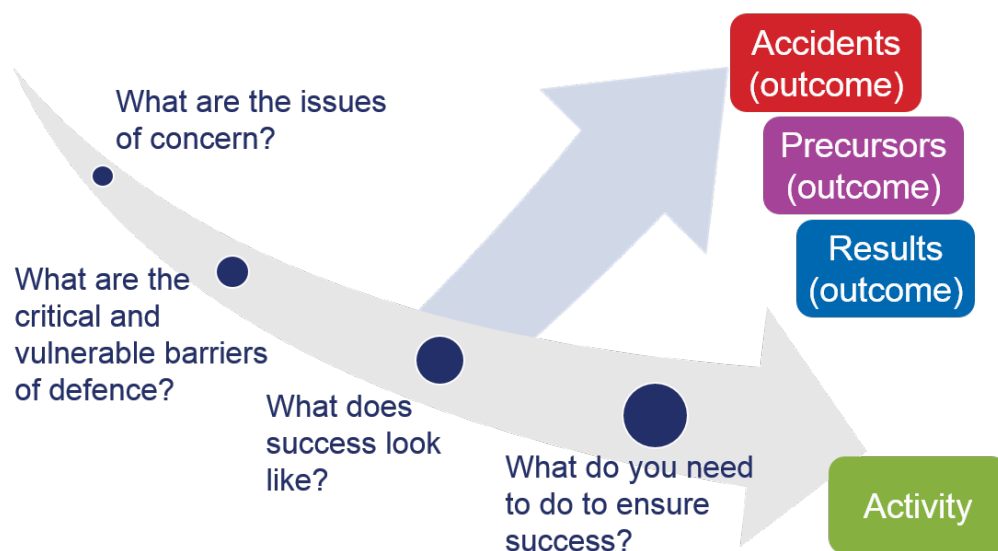 What are the issues
of concern?
What are the
critical and
vulnerable barriers
of defence?
What does
success look
like?
What do you need
to do to ensure
success?
Accidents
(outcome)
Precursors
(outcome)
Results
(outcome)
Activity